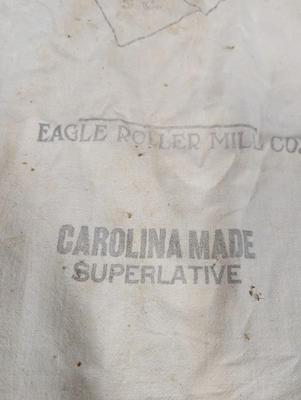 EAGLE ROLLER MILL CO.
CAROLINA MADE
SUPERLATIVE